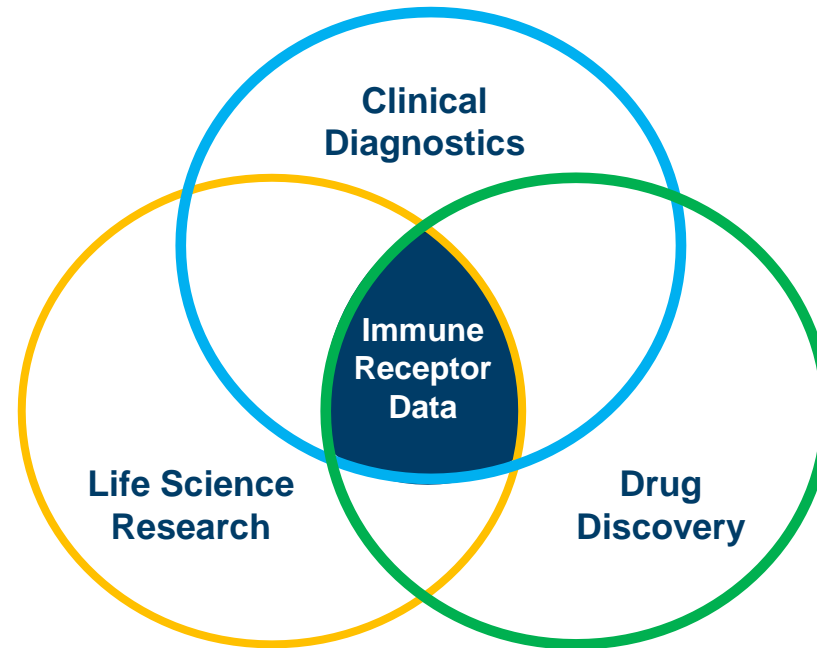 Clinical
Diagnostics
Immune
Receptor
Data
Life Science
Research
Drug
Discovery